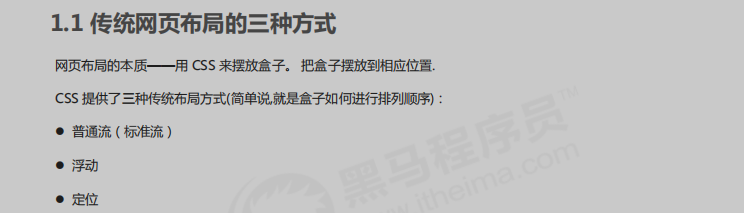 1.1 传统网页布局的三种方式
网页布局的本质——用 CSS 来摆放盒子。 把盒子摆放到相应位置.
CSS 提供了三种传统布局方式(简单说,就是盒子如何进行排列顺序)：
● 普通流（标准流）
● 浮动
● 定位
黑马程序员™
www.itheima.com